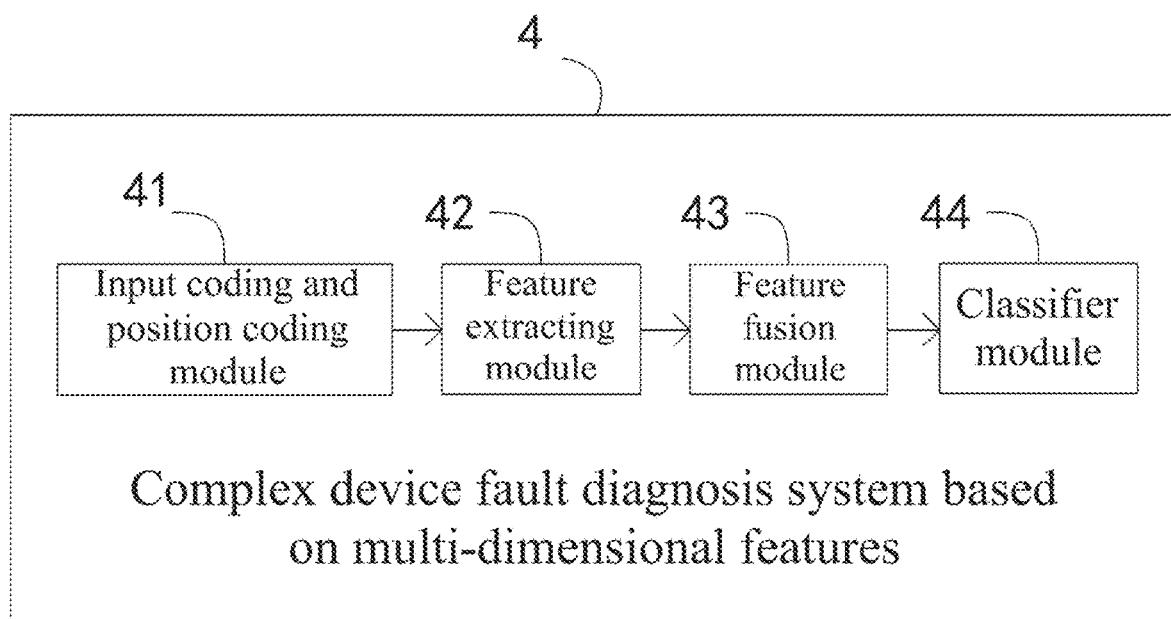 4
41
42
43
44
Input coding and
position coding
module
Feature
extracting
module
Feature
fusion
module
Classifier
module
Complex device fault diagnosis system based
on multi-dimensional features